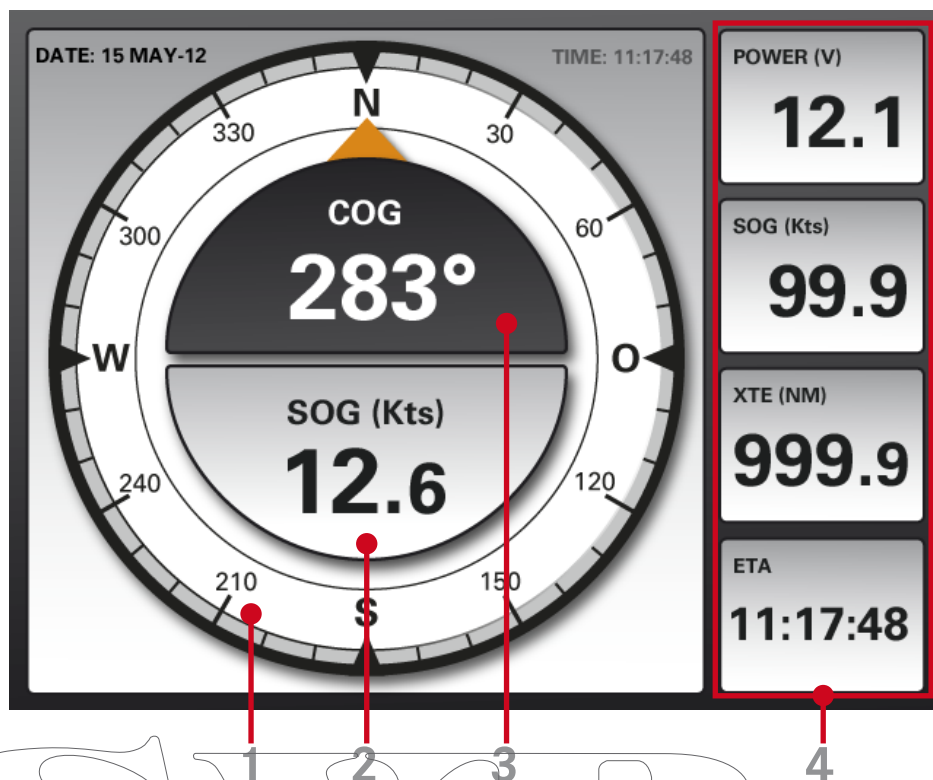 DATE: 15 MAY-12
TIME: 11:17:48
N
330
30
300
60
W
O
240
120
210
150
S
COG
283°
SOG (Kts)
12.6
POWER (V)
12.1
SOG (Kts)
99.9
XTE (NM)
999.9
ETA
11:17:48
1
2
3
4